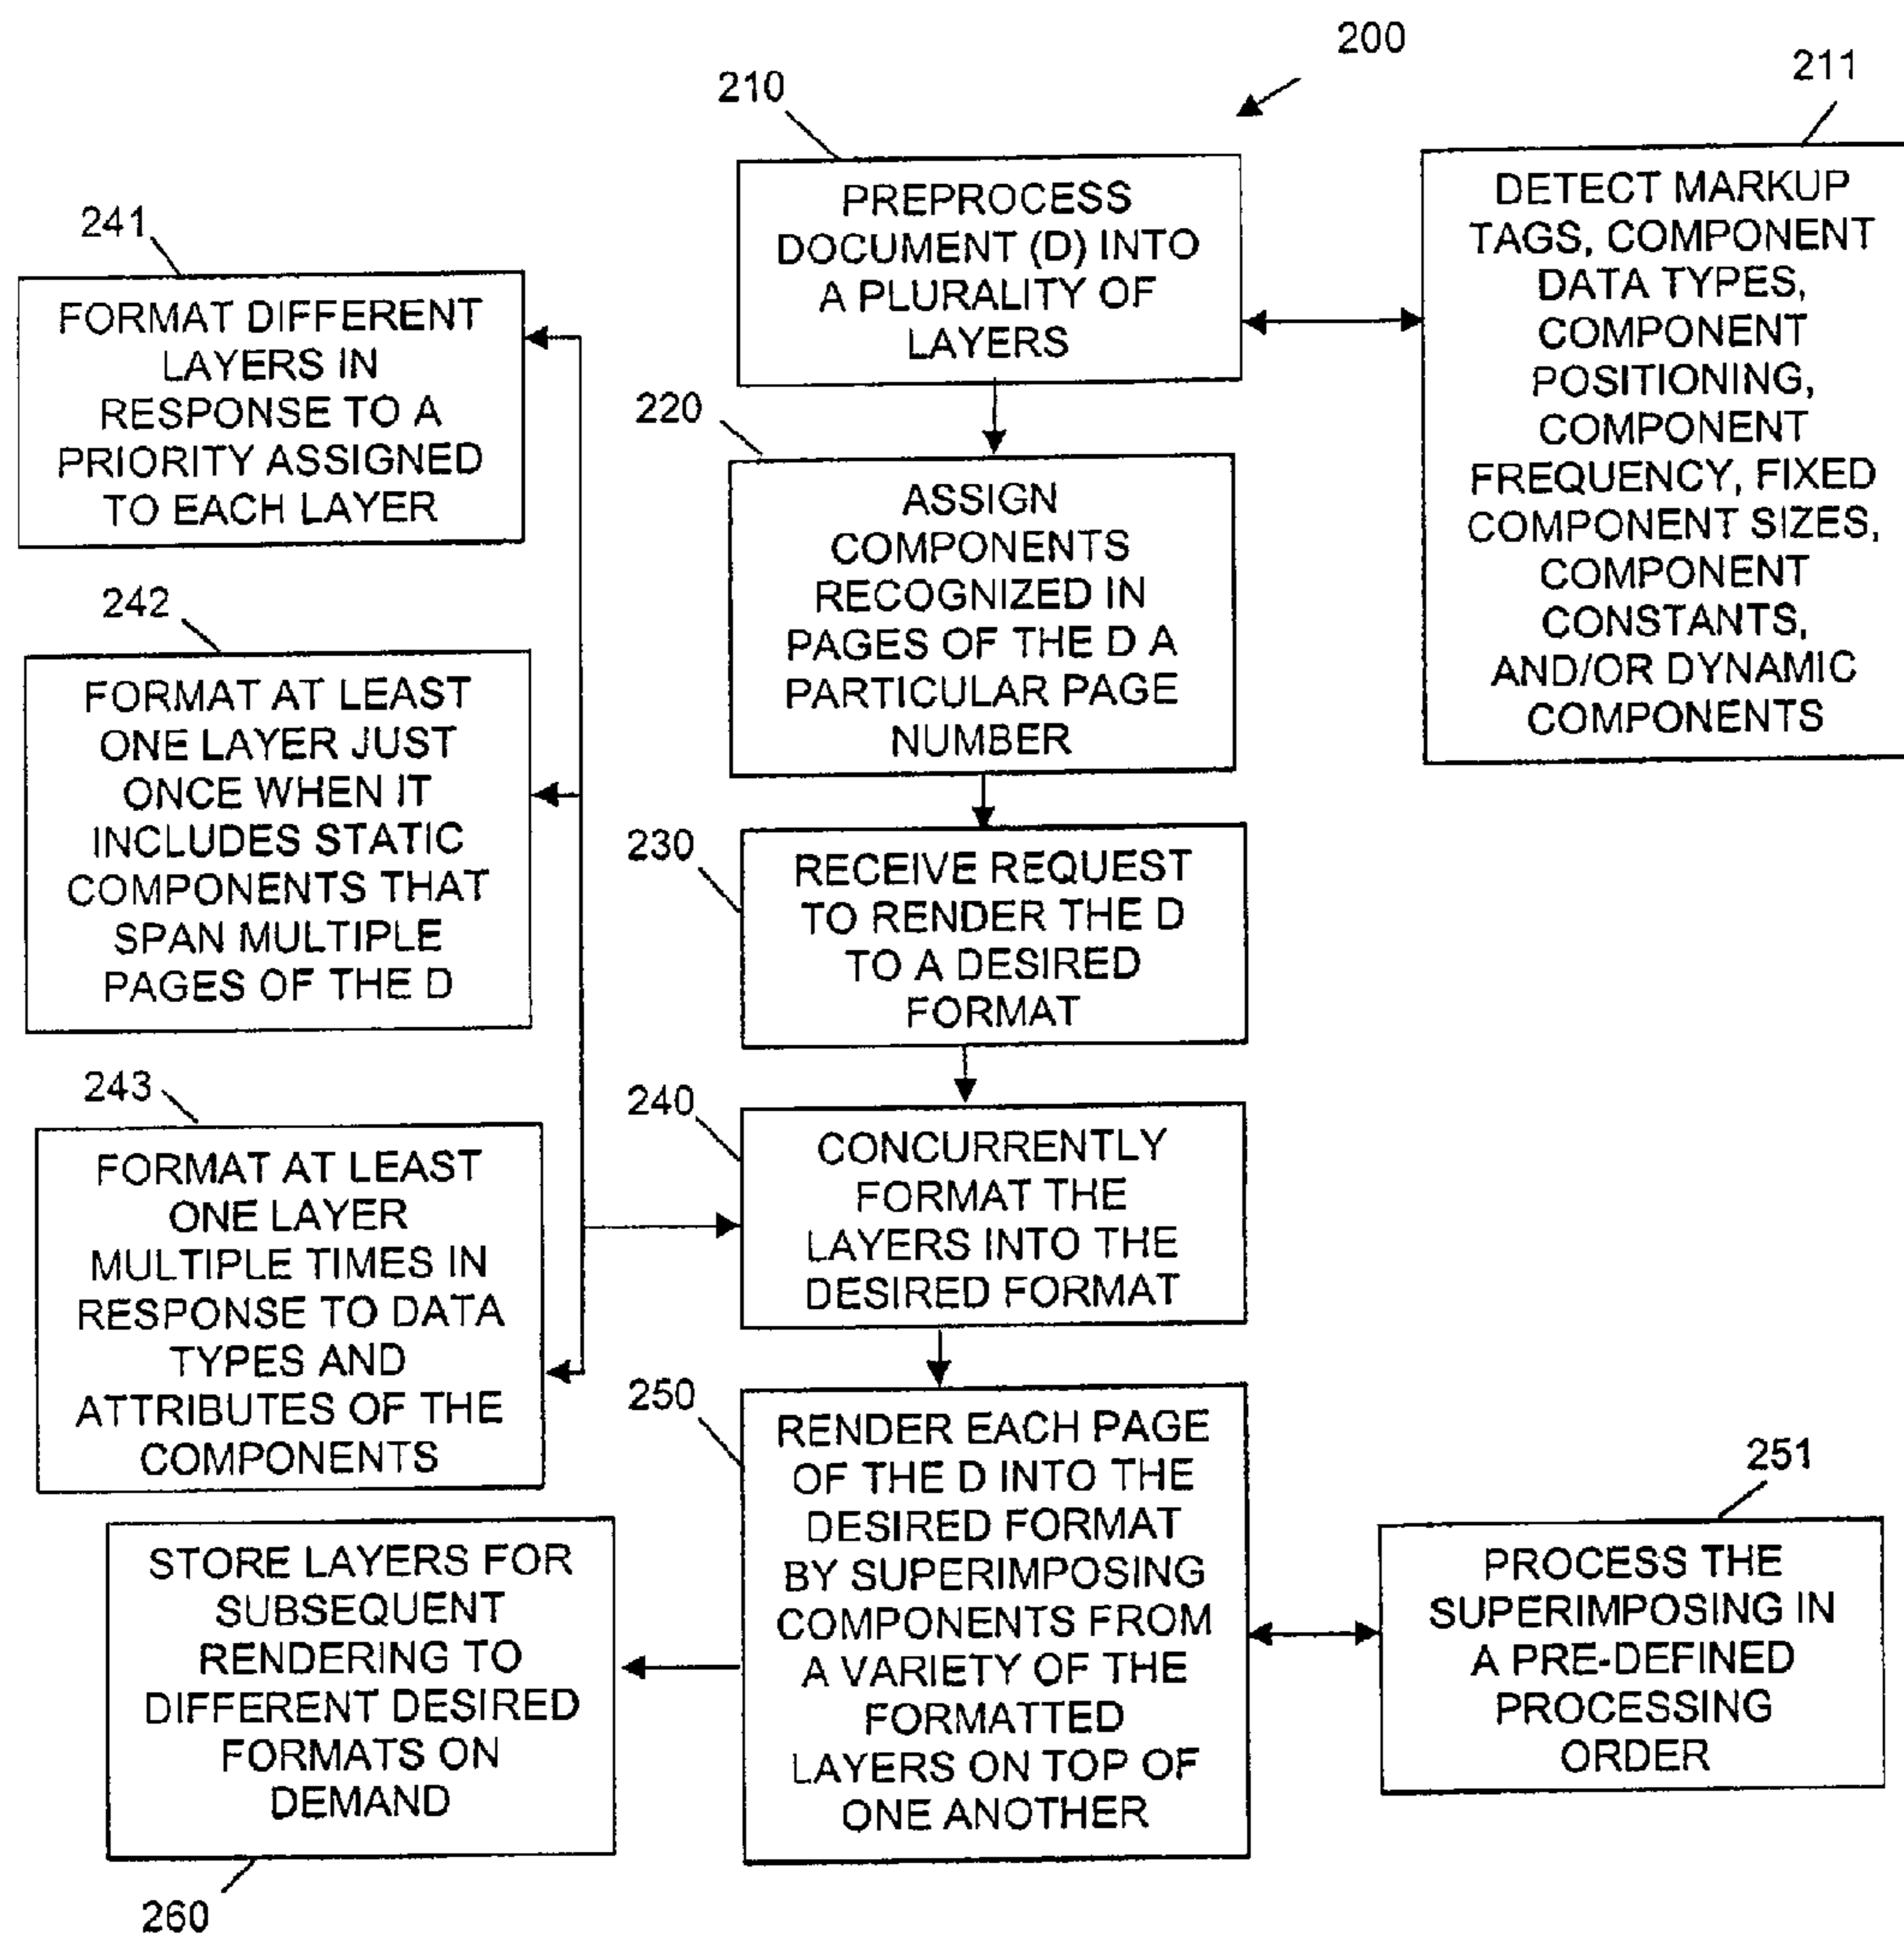 200
210
PREPROCESS
DOCUMENT (D) INTO
A PLURALITY OF
LAYERS
211
DETECT MARKUP
TAGS, COMPONENT
DATA TYPES,
COMPONENT
POSITIONING,
COMPONENT
FREQUENCY, FIXED
COMPONENT SIZES,
COMPONENT
CONSTANTS,
AND/OR DYNAMIC
COMPONENTS
220
ASSIGN
COMPONENTS
RECOGNIZED IN
PAGES OF THE D A
PARTICULAR PAGE
NUMBER
230
RECEIVE REQUEST
TO RENDER THE D
TO A DESIRED
FORMAT
240
CONCURRENTLY
FORMAT THE
LAYERS INTO THE
DESIRED FORMAT
241
FORMAT DIFFERENT
LAYERS IN
RESPONSE TO A
PRIORITY ASSIGNED
TO EACH LAYER
242
FORMAT AT LEAST
ONE LAYER JUST
ONCE WHEN IT
INCLUDES STATIC
COMPONENTS THAT
SPAN MULTIPLE
PAGES OF THE D
243
FORMAT AT LEAST
ONE LAYER
MULTIPLE TIMES IN
RESPONSE TO DATA
TYPES AND
ATTRIBUTES OF THE
COMPONENTS
250
RENDER EACH PAGE
OF THE D INTO THE
DESIRED FORMAT
BY SUPERIMPOSING
COMPONENTS FROM
A VARIETY OF THE
FORMATTED
LAYERS ON TOP OF
ONE ANOTHER
251
PROCESS THE
SUPERIMPOSING IN
A PRE-DEFINED
PROCESSING
ORDER
STORE LAYERS FOR
SUBSEQUENT
RENDERING TO
DIFFERENT DESIRED
FORMATS ON
DEMAND
260